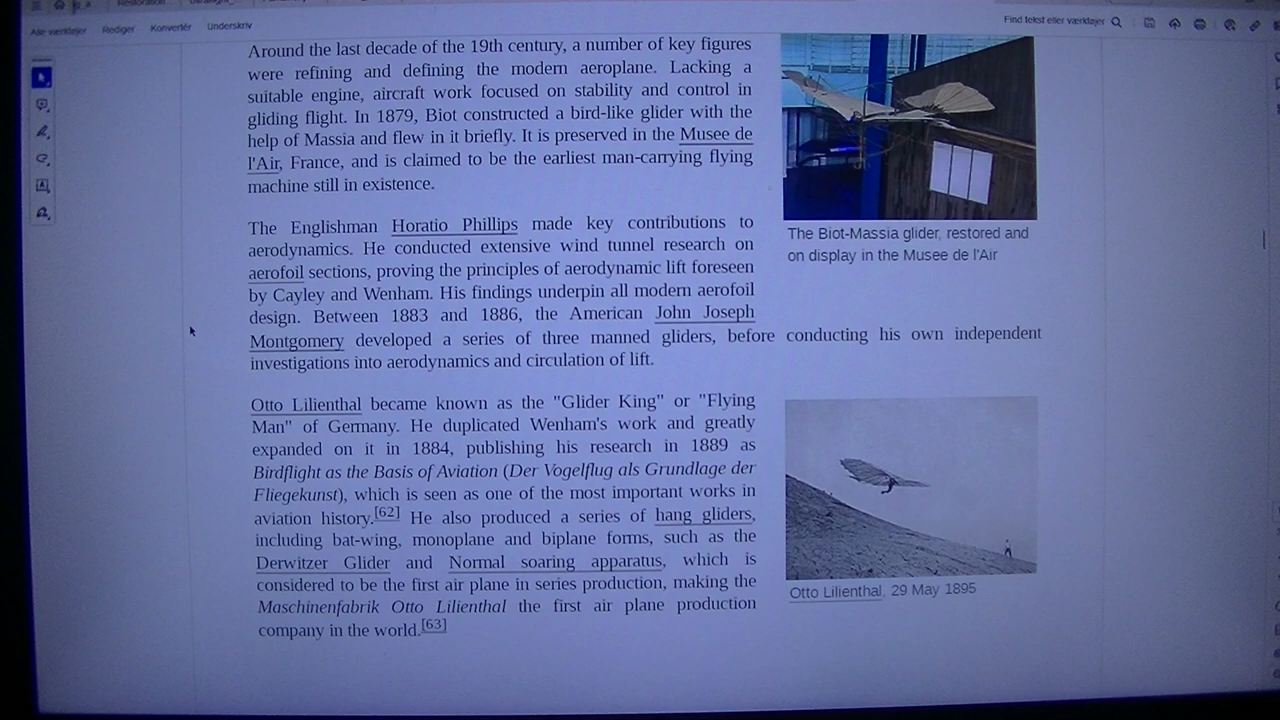 Alle værktøjer Rediger Konvertér Underskriv
Find tekst eller værktøjer
Around the last decade of the 19th century, a number of key figures
were refining and defining the modern aeroplane. Lacking a
suitable engine, aircraft work focused on stability and control in
gliding flight. In 1879, Biot constructed a bird-like glider with the
help of Massia and flew in it briefly. It is preserved in the Musee de
l'Air, France, and is claimed to be the earliest man-carrying flying
machine still in existence.
The Biot-Massia glider, restored and
on display in the Musee de l'Air
The Englishman Horatio Phillips made key contributions to
aerodynamics. He conducted extensive wind tunnel research on
aerofoil sections, proving the principles of aerodynamic lift foreseen
by Cayley and Wenham. His findings underpin all modern aerofoil
design. Between 1883 and 1886, the American John Joseph
Montgomery developed a series of three manned gliders, before conducting his own independent
investigations into aerodynamics and circulation of lift.
Otto Lilienthal became known as the "Glider King" or "Flying
Man" of Germany. He duplicated Wenham's work and greatly
expanded on it in 1884, publishing his research in 1889 as
Birdflight as the Basis of Aviation (Der Vogelflug als Grundlage der
Fliegekunst), which is seen as one of the most important works in
aviation history.[62] He also produced a series of hang gliders,
including bat-wing, monoplane and biplane forms, such as the
Derwitzer Glider and Normal soaring apparatus, which is
considered to be the first air plane in series production, making the
Maschinenfabrik Otto Lilienthal the first air plane production
company in the world.[63]
Otto Lilienthal, 29 May 1895